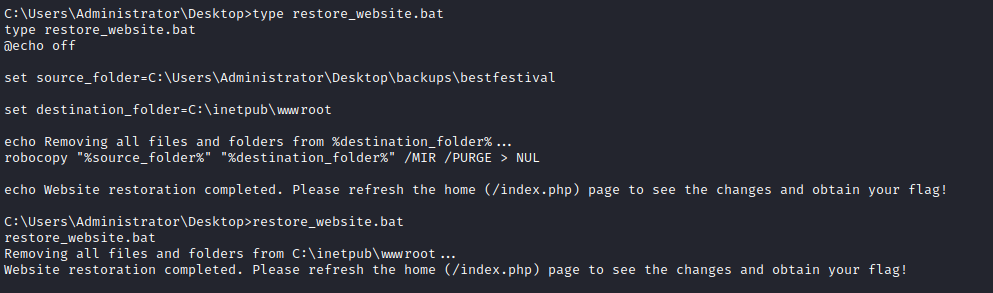 C:\Users\Administrator\Desktop>type restore_website.bat
type restore_website.bat
@echo off
set source_folder=C:\Users\Administrator\Desktop\backups\bestfestival
set destination_folder=C:\inetpub\wwwroot
echo Removing all files and folders from %destination_folder%...
robocopy "%source_folder%" "%destination_folder%" /MIR /PURGE > NUL
echo Website restoration completed. Please refresh the home (/index.php) page to see the changes and obtain your flag!
C:\Users\Administrator\Desktop>restore_website.bat
restore_website.bat
Removing all files and folders from C:\inetpub\wwwroot...
Website restoration completed. Please refresh the home (/index.php) page to see the changes and obtain your flag!